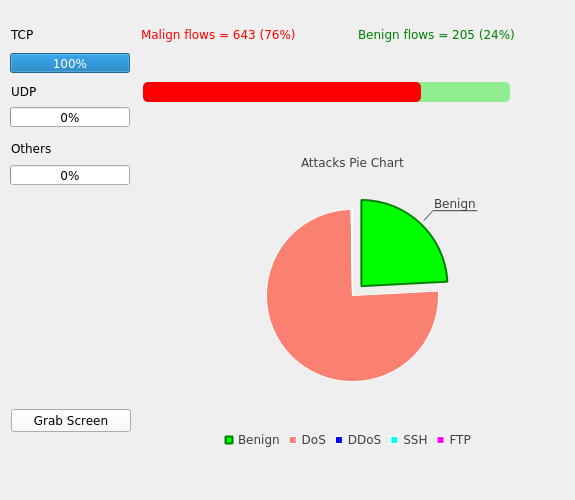 TCP
Malign flows = 643 (76%)
Benign flows = 205 (24%)
100%
UDP
0%
Others
0%
Attacks Pie Chart
Benign
Grab Screen
Benign DoS DDoS SSH FTP